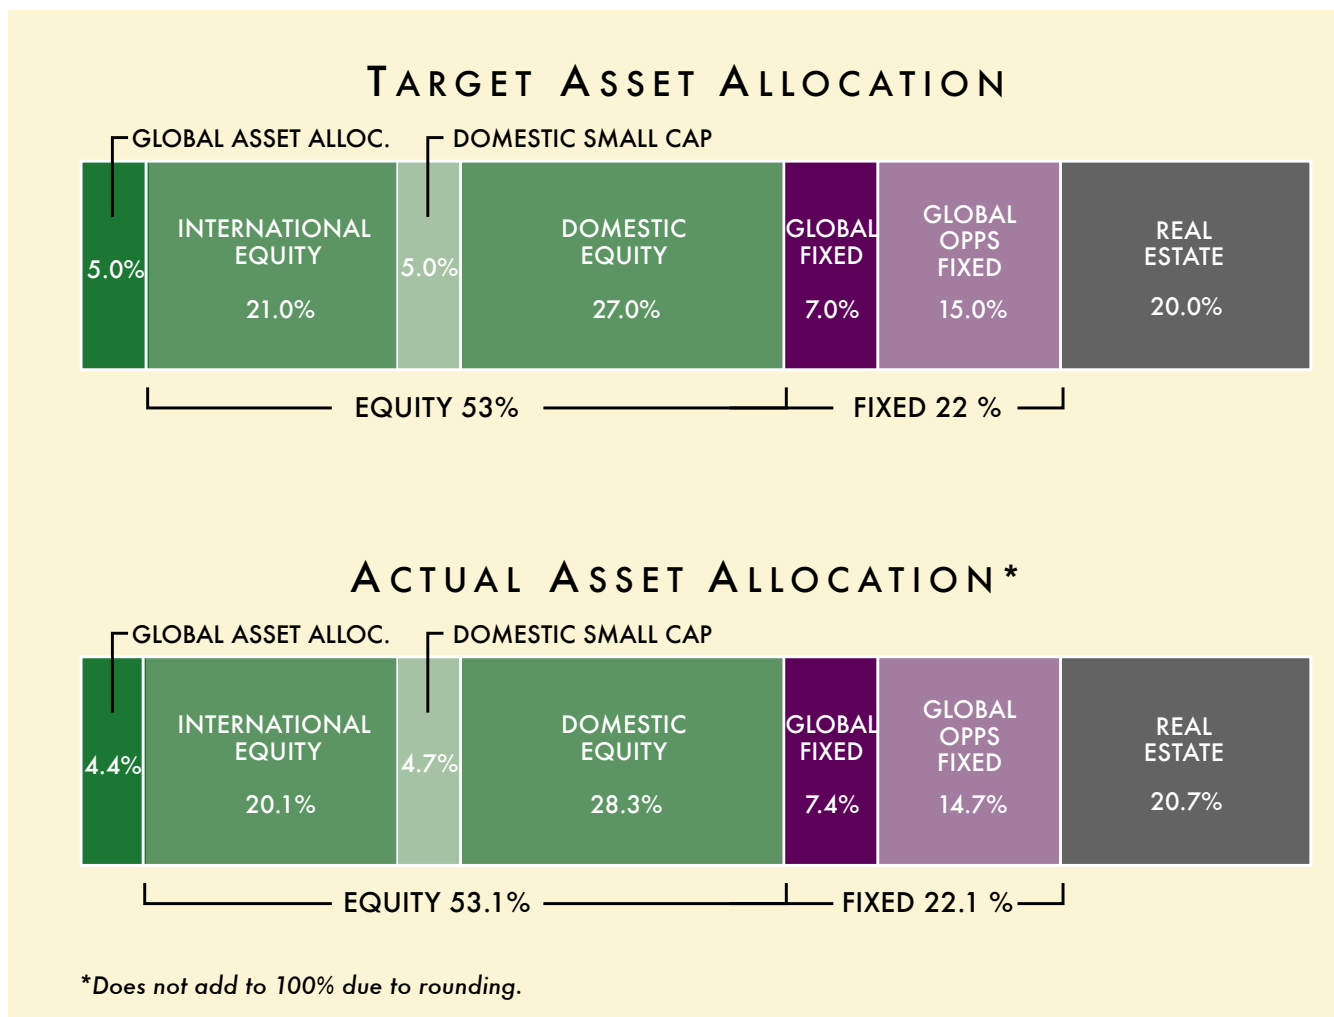 TARGET ASSET ALLOCATION
GLOBAL ASSET ALLOC.
DOMESTIC SMALL CAP
5.0%
INTERNATIONAL
EQUITY
21.0%
5.0%
DOMESTIC
EQUITY
27.0%
GLOBAL
FIXED
7.0%
GLOBAL
OPPS
FIXED
15.0%
REAL
ESTATE
20.0%
EQUITY 53%
FIXED 22 %
ACTUAL ASSET ALLOCATION*
GLOBAL ASSET ALLOC.
DOMESTIC SMALL CAP
4.4%
INTERNATIONAL
EQUITY
20.1%
4.7%
DOMESTIC
EQUITY
28.3%
GLOBAL
FIXED
7.4%
GLOBAL
OPPS
FIXED
14.7%
REAL
ESTATE
20.7%
EQUITY 53.1%
FIXED 22.1 %
*Does not add to 100% due to rounding.